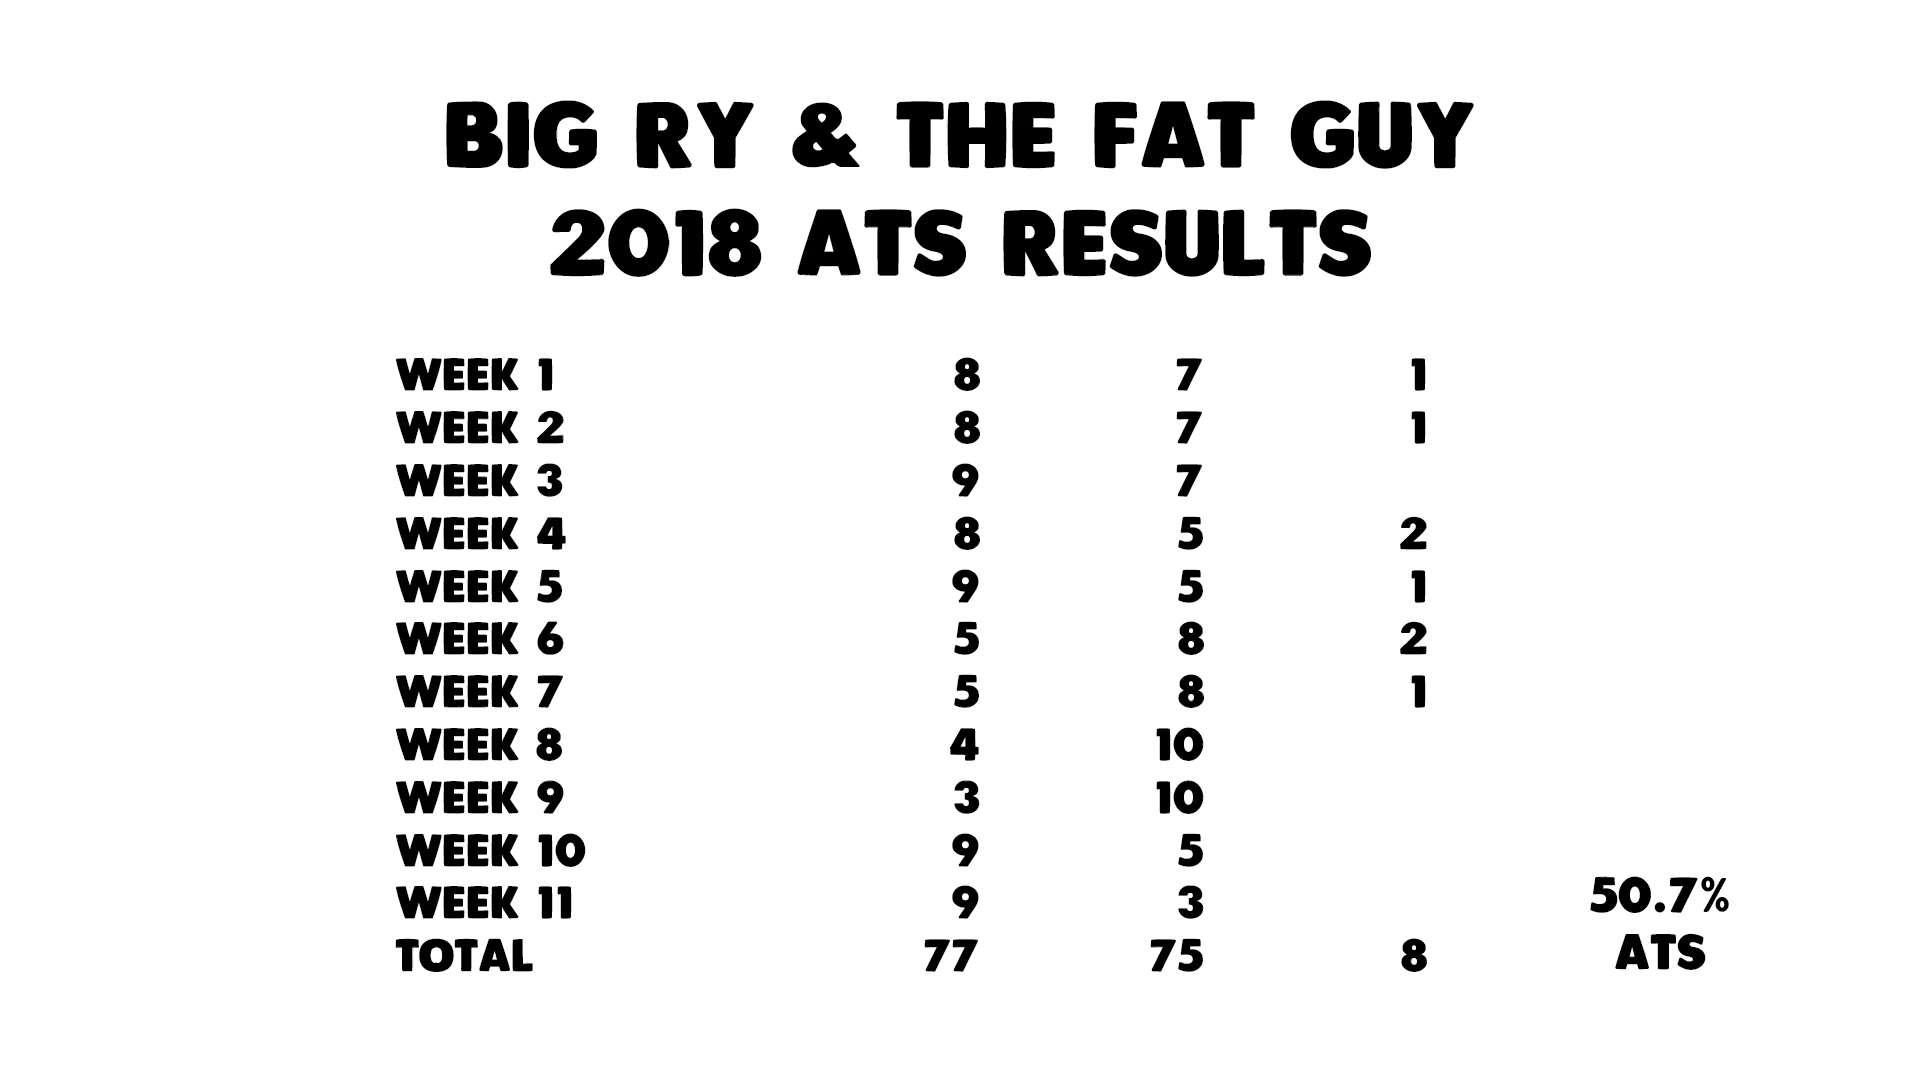 BIG RY & THE FAT GUY
2018 ATS RESULTS
WEEK 1 8 7 1
WEEK 2 8 7 1
WEEK 3 9 7
WEEK 4 8 5 2
WEEK 5 9 5 1
WEEK 6 5 8 2
WEEK 7 5 8 1
WEEK 8 4 10
WEEK 9 3 10
WEEK 10 9 5
WEEK 11 9 3
TOTAL 77 75 8
50.7%
ATS